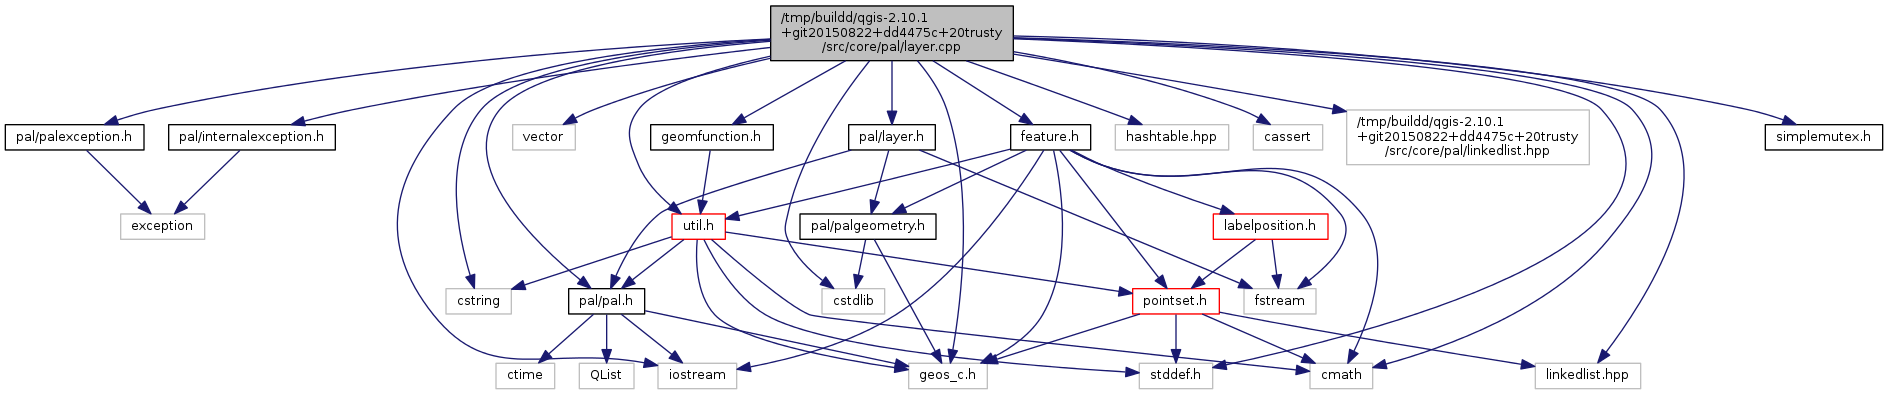 /tmp/buildd/qgis-2.10.1
+git20150822+dd4475c+20trusty
/src/core/pal/layer.cpp
pal/palexception.h
pal/internalexception.h
vector
geomfunction.h
pal/layer.h
feature.h
hashtable.hpp
cassert
/tmp/buildd/qgis-2.10.1
+git20150822+dd4475c+20trusty
/src/core/pal/linkedlist.hpp
simplemutex.h
exception
util.h
pal/palgeometry.h
labelposition.h
cstring
pal/pal.h
cstdlib
pointset.h
fstream
ctime
QList
iostream
geos_c.h
stddef.h
cmath
linkedlist.hpp